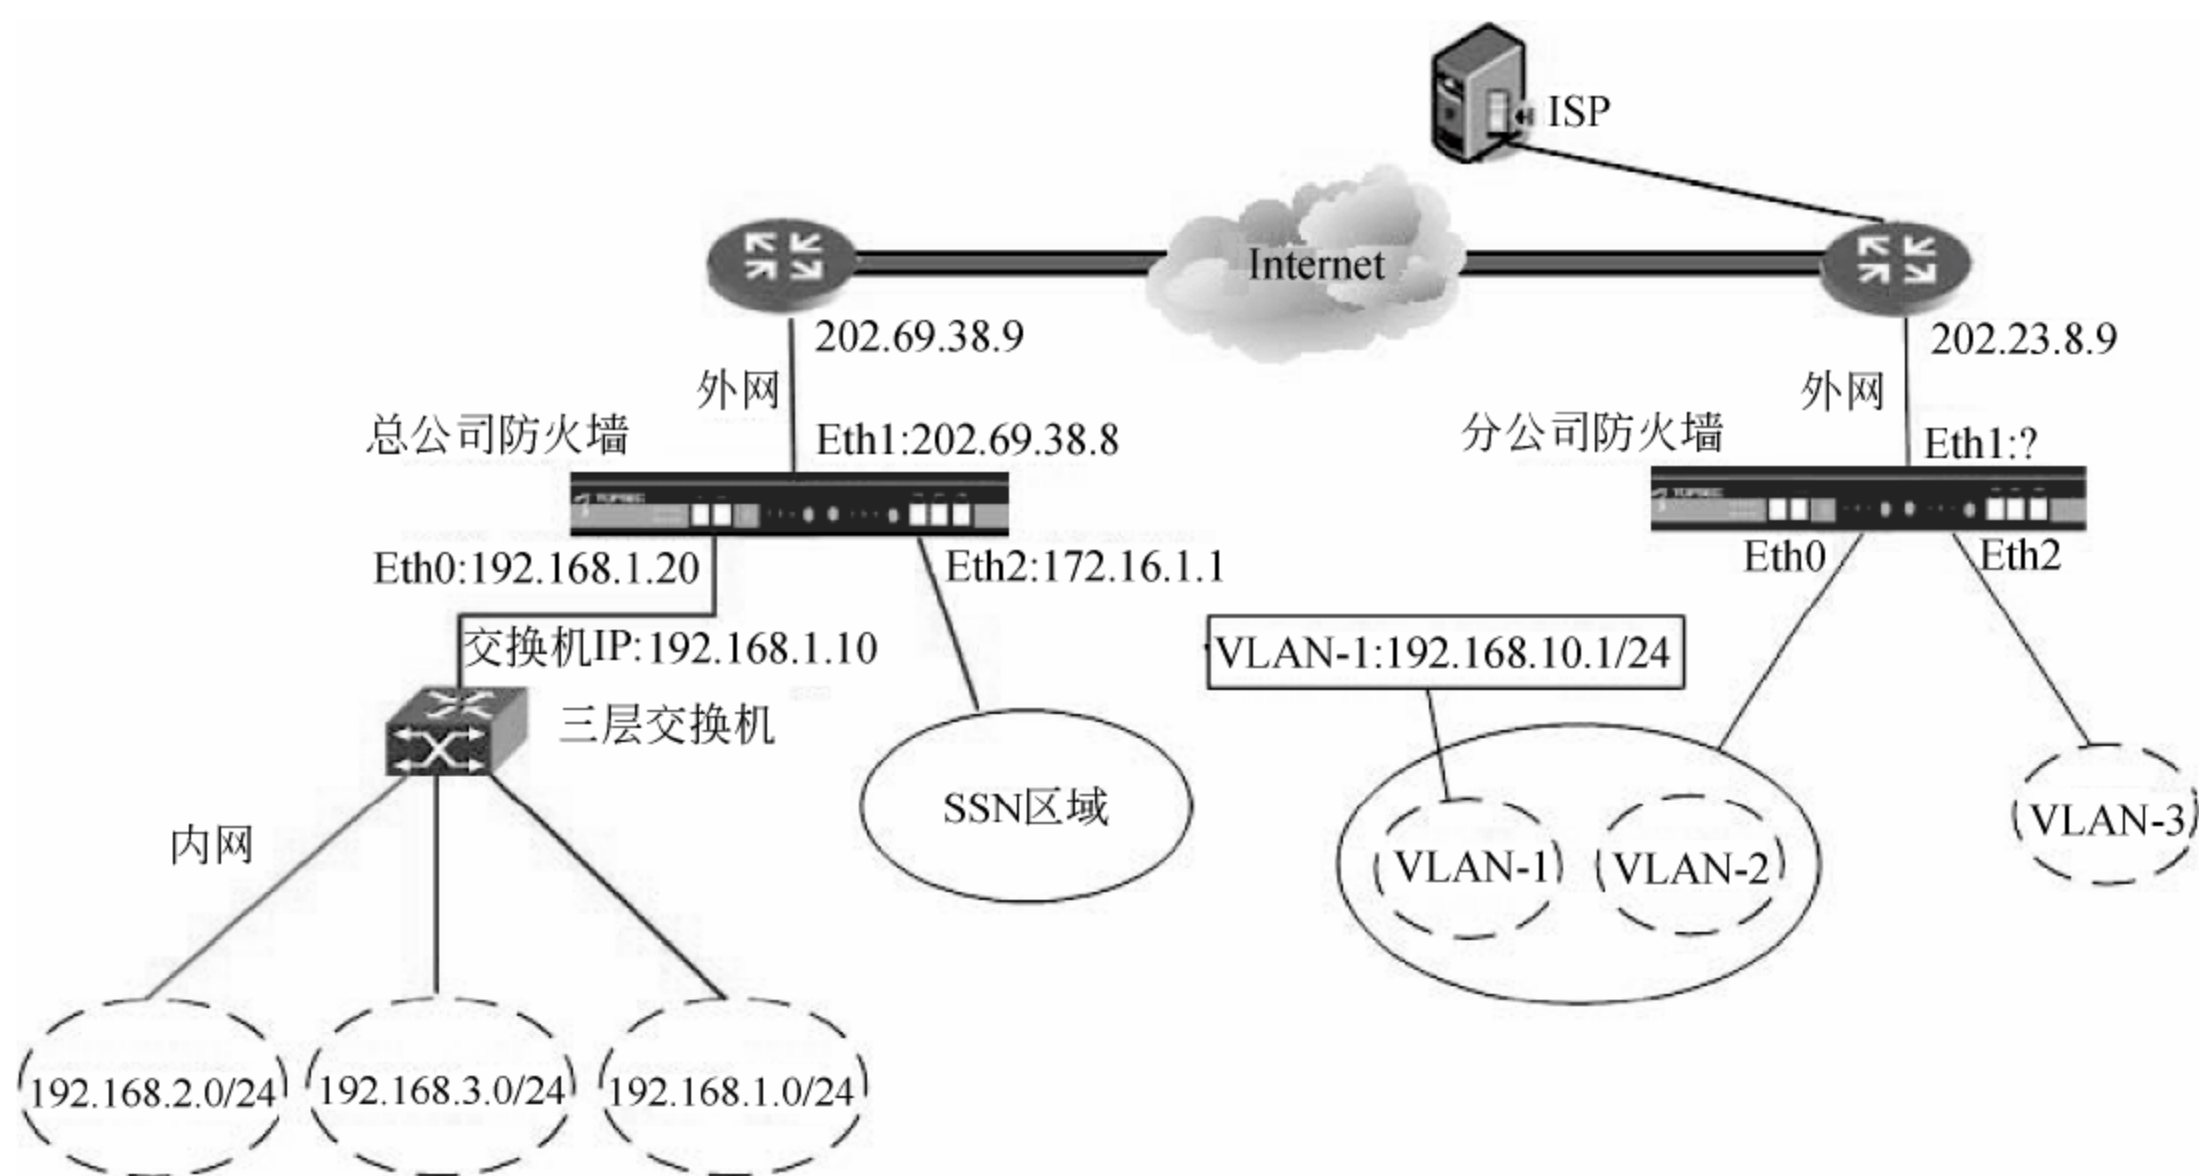 ISP
Internet
202.69.38.9
202.23.8.9
外网
外网
总公司防火墙
Eth1:202.69.38.8
分公司防火墙
Eth1:?
TOPSEC
TOPSEC
Eth0:192.168.1.20
Eth2:172.16.1.1
Eth0
Eth2
交换机IP:192.168.1.10
VLAN-1:192.168.10.1/24
三层交换机
SSN区域
VLAN-1
VLAN-2
VLAN-3
内网
192.168.2.0/24
192.168.3.0/24
192.168.1.0/24